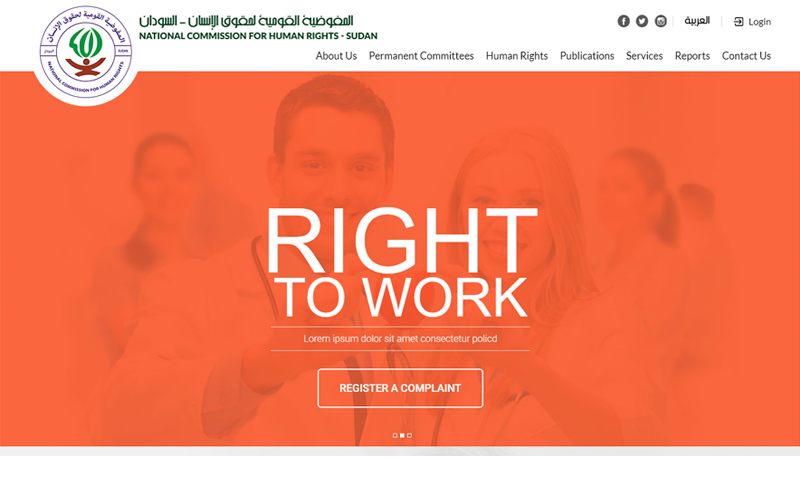 المفوضية القومية لحقوق الإنسان - السودان
NATIONAL COMMISSION FOR HUMAN RIGHTS - SUDAN
العربية
Login
About Us
Permanent Committees
Human Rights
Publications
Services
Reports
Contact Us
المفوضية القومية لحقوق الإنسان
السودان
SUDAN
NATIONAL COMMISSION FOR HUMAN RIGHTS
RIGHT
TO WORK
Lorem ipsum dolor sit amet consectetur policd
REGISTER A COMPLAINT